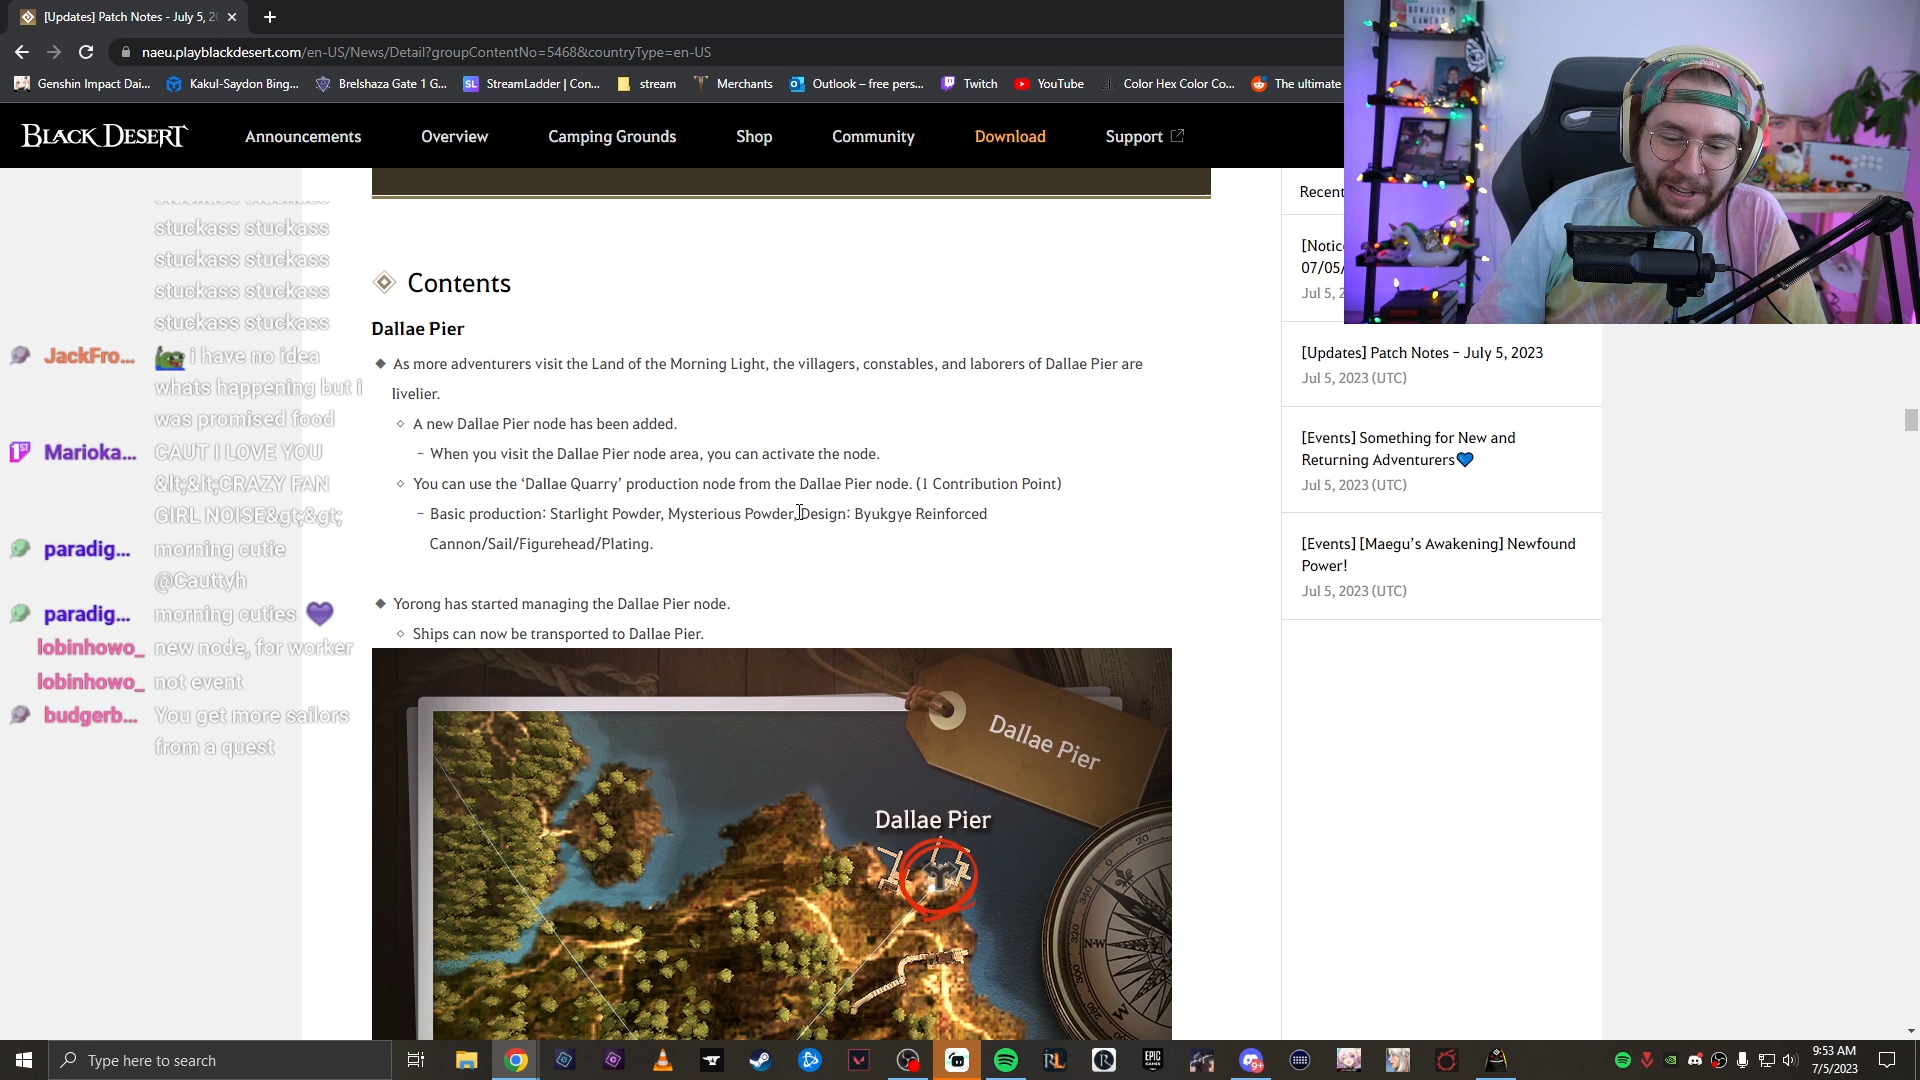 [Updates] Patch Notes - July 5, 2
naeu.playblackdesert.com/en-US/News/Detail?groupContentNo=5468&countryType=en-US
Genshin Impact Dai... Kakul-Saydon Bing... Brelshaza Gate 1 G... StreamLadder | Con... stream Merchants Outlook – free pers... Twitch YouTube Color Hex Color Co... The ultimate
BLACK DESERT Announcements Overview Camping Grounds Shop Community Download Support
Recent
[Notic
07/05/
Jul 5, 2
[Updates] Patch Notes – July 5, 2023
Jul 5, 2023 (UTC)
[Events] Something for New and
Returning Adventurers💙
Jul 5, 2023 (UTC)
[Events] [Maegu's Awakening] Newfound
Power!
Jul 5, 2023 (UTC)
stuckass stuckass
stuckass stuckass
stuckass stuckass
stuckass stuckass
stuckass stuckass
JackFro... i have no idea
whats happening but i
was promised food
Marioka... CAUT I LOVE YOU
&lt;&lt;CRAZY FAN
GIRL NOISE&gt;&gt;
paradig... morning cutie
@Cauttyh
paradig... morning cuties 💜
lobinhowo_ new node, for worker
lobinhowo_ not event
budgerb... You get more sailors
from a quest
Contents
Dallae Pier
◆ As more adventurers visit the Land of the Morning Light, the villagers, constables, and laborers of Dallae Pier are
livelier.
◇ A new Dallae Pier node has been added.
– When you visit the Dallae Pier node area, you can activate the node.
◇ You can use the ‘Dallae Quarry’ production node from the Dallae Pier node. (1 Contribution Point)
– Basic production: Starlight Powder, Mysterious Powder, Design: Byukgye Reinforced
Cannon/Sail/Figurehead/Plating.
◆ Yorong has started managing the Dallae Pier node.
◇ Ships can now be transported to Dallae Pier.
Dallae Pier
Dallae Pier
N-W
W
320
340
0
20
Type here to search
9:53 AM
7/5/2023